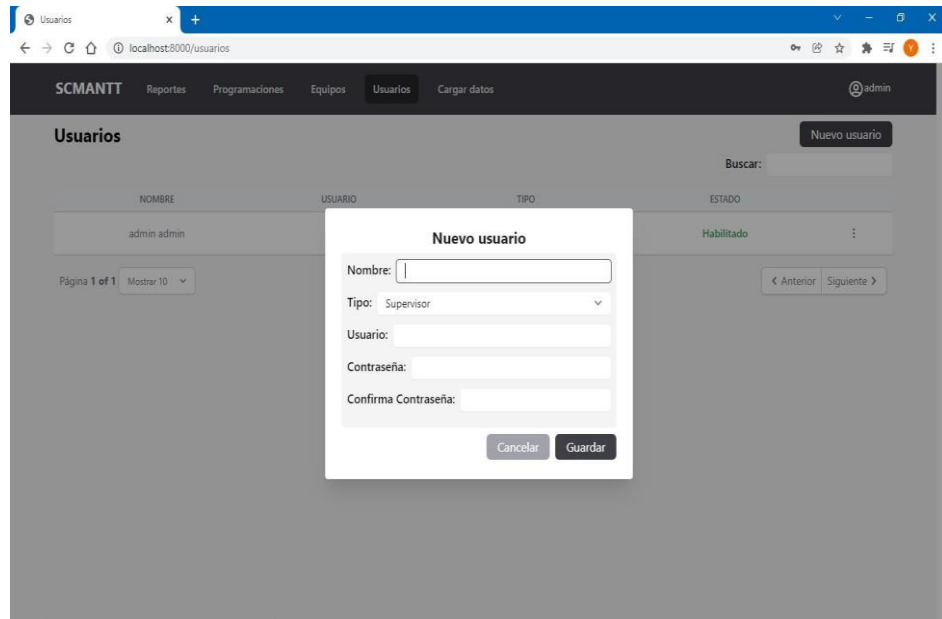 Usuarios
localhost:8000/usuarios
Y
SCMANTT Reportes Programaciones Equipos Usuarios Cargar datos admin
Usuarios Nuevo usuario
Buscar:
NOMBRE USUARIO TIPO ESTADO
admin admin Habilitado
Página 1 of 1 Mostrar 10 Anterior Siguiente
Nuevo usuario
Nombre:
Tipo: Supervisor
Usuario:
Contraseña:
Confirma Contraseña:
Cancelar Guardar